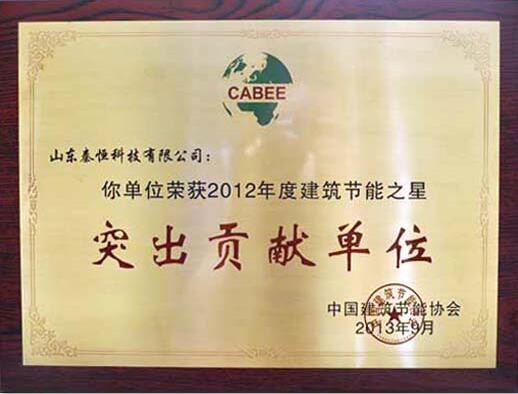 CABEE
山东泰恒科技有限公司：
你单位荣获2012年度建筑节能之星
突出贡献单位
中国建筑节能协会
2013年9月